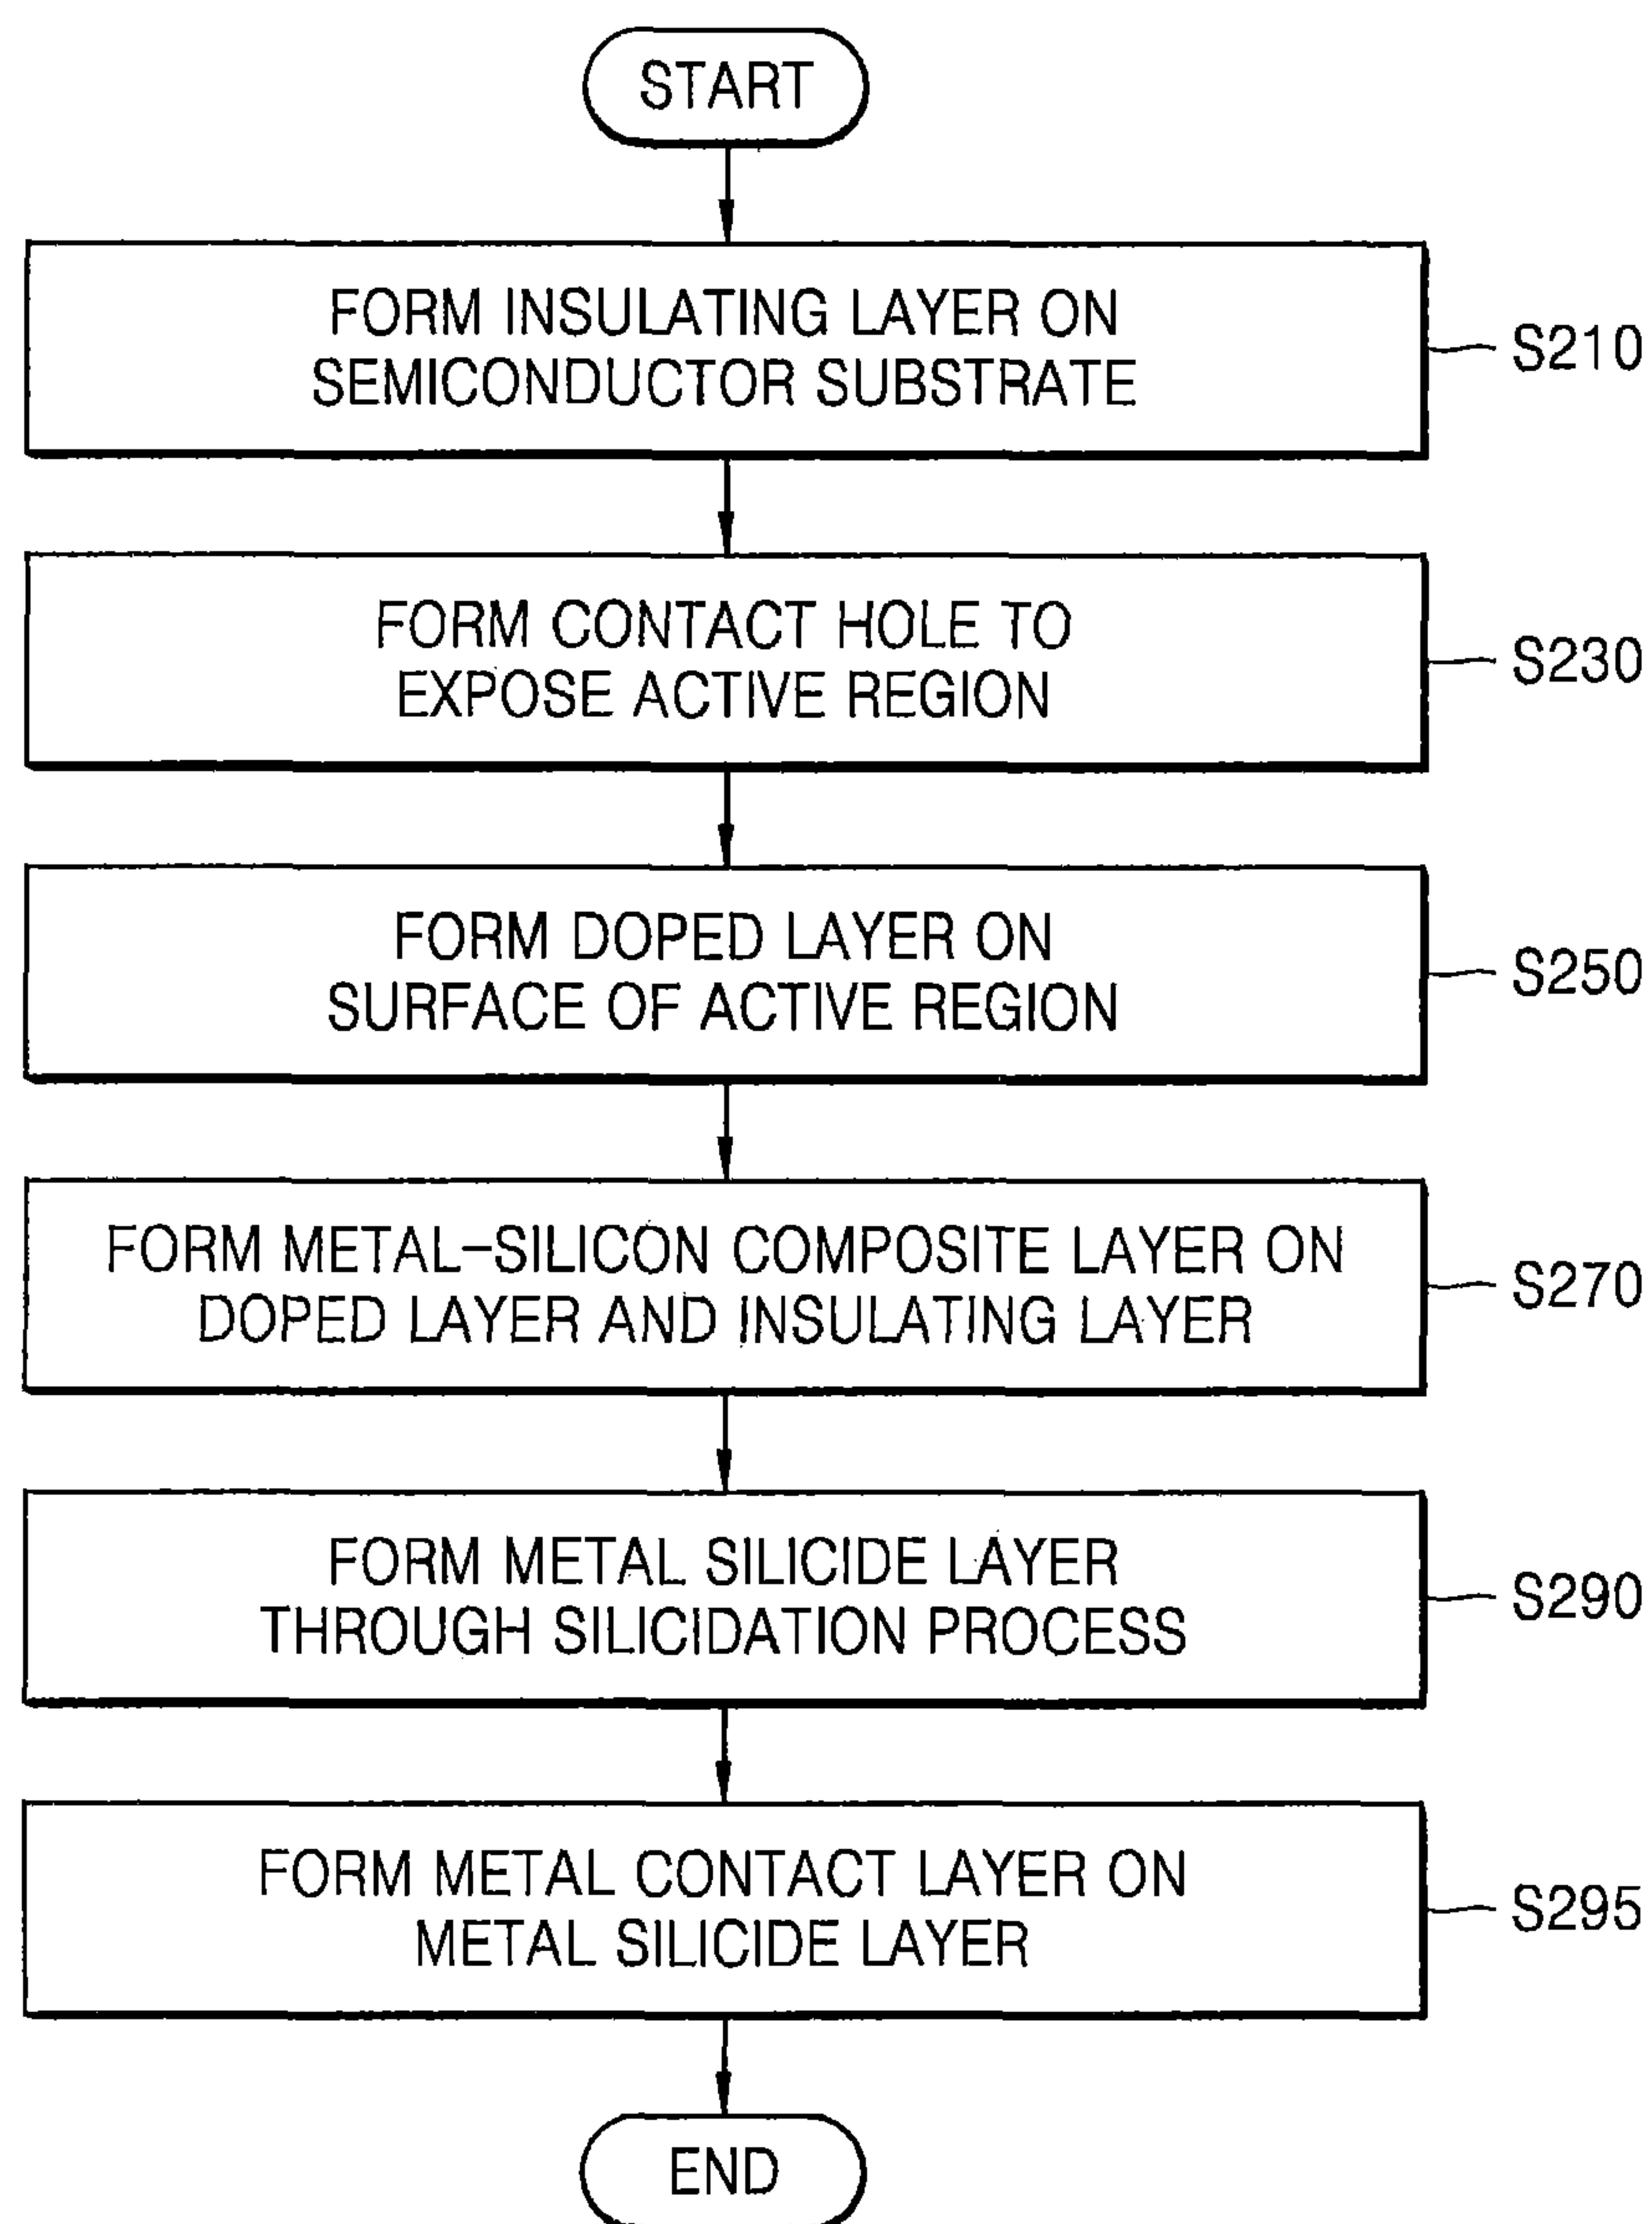 START
FORM INSULATING LAYER ON
SEMICONDUCTOR SUBSTRATE
S210
FORM CONTACT HOLE TO
EXPOSE ACTIVE REGION
S230
FORM DOPED LAYER ON
SURFACE OF ACTIVE REGION
S250
FORM METAL-SILICON COMPOSITE LAYER ON
DOPED LAYER AND INSULATING LAYER
S270
FORM METAL SILICIDE LAYER
THROUGH SILICIDATION PROCESS
S290
FORM METAL CONTACT LAYER ON
METAL SILICIDE LAYER
S295
END